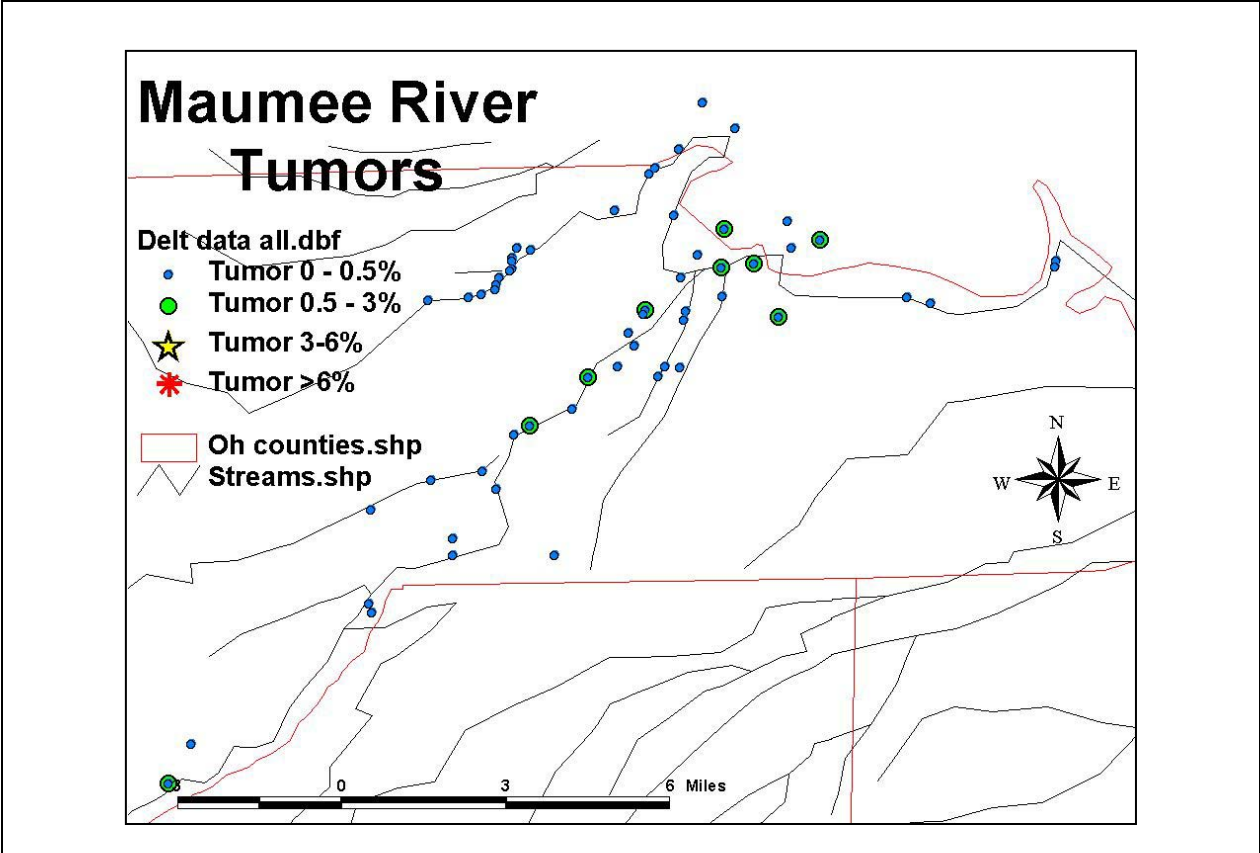 Maumee River
Tumors
Delt data all.dbf
Tumor 0 - 0.5%
Tumor 0.5 - 3%
Tumor 3-6%
Tumor >6%
Oh counties.shp
Streams.shp
N
W E
S
3 0 3 6 Miles